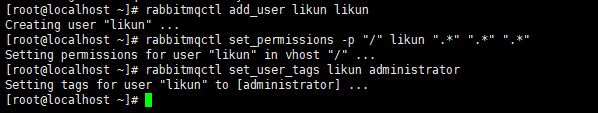 [root@localhost ~]# rabbitmqctl add_user likun likun
Creating user "likun" ...
[root@localhost ~]# rabbitmqctl set_permissions -p "/" likun ".*" ".*" ".*"
Setting permissions for user "likun" in vhost "/" ...
[root@localhost ~]# rabbitmqctl set_user_tags likun administrator
Setting tags for user "likun" to [administrator] ...
[root@localhost ~]#